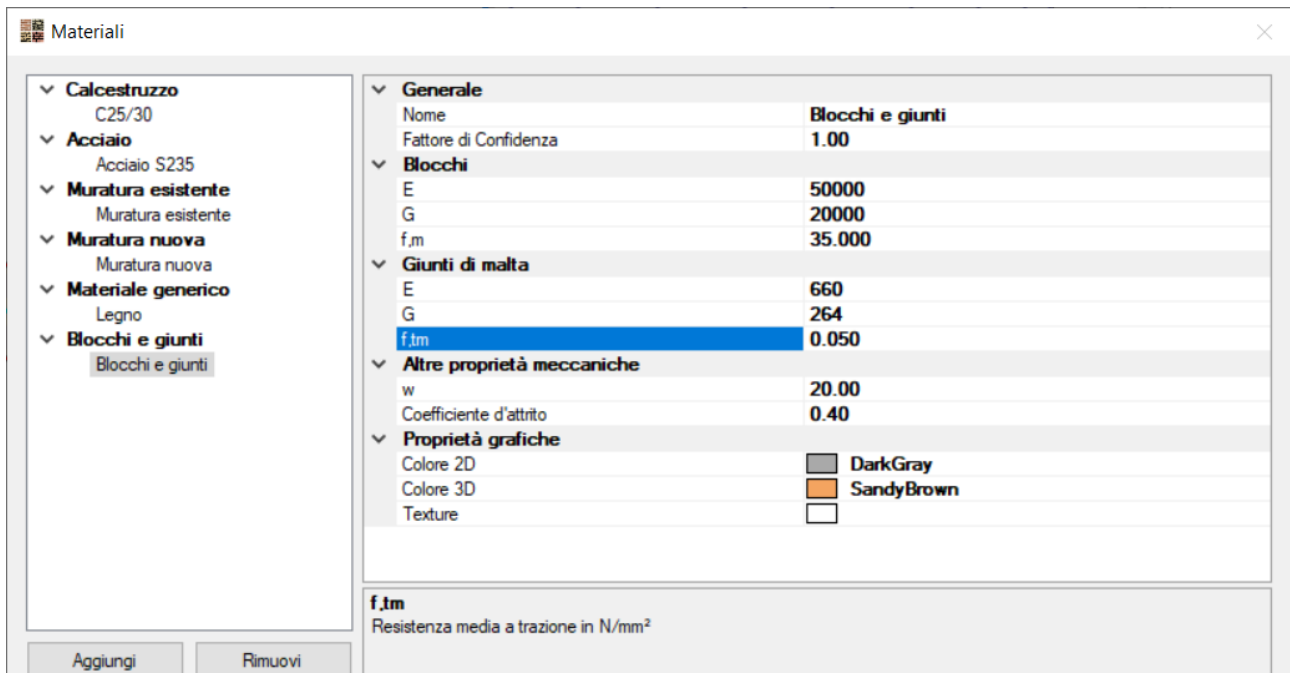 Materiali
Calcestruzzo
C25/30
Acciaio
Acciaio S235
Muratura esistente
Muratura esistente
Muratura nuova
Muratura nuova
Materiale generico
Legno
Blocchi e giunti
Blocchi e giunti
Aggiungi Rimuovi
Generale
Nome Blocchi e giunti
Fattore di Confidenza 1.00
Blocchi
E 50000
G 20000
f,m 35.000
Giunti di malta
E 660
G 264
f,tm 0.050
Altre proprietà meccaniche
w 20.00
Coefficiente d'attrito 0.40
Proprietà grafiche
Colore 2D DarkGray
Colore 3D SandyBrown
Texture
f,tm
Resistenza media a trazione in N/mm²